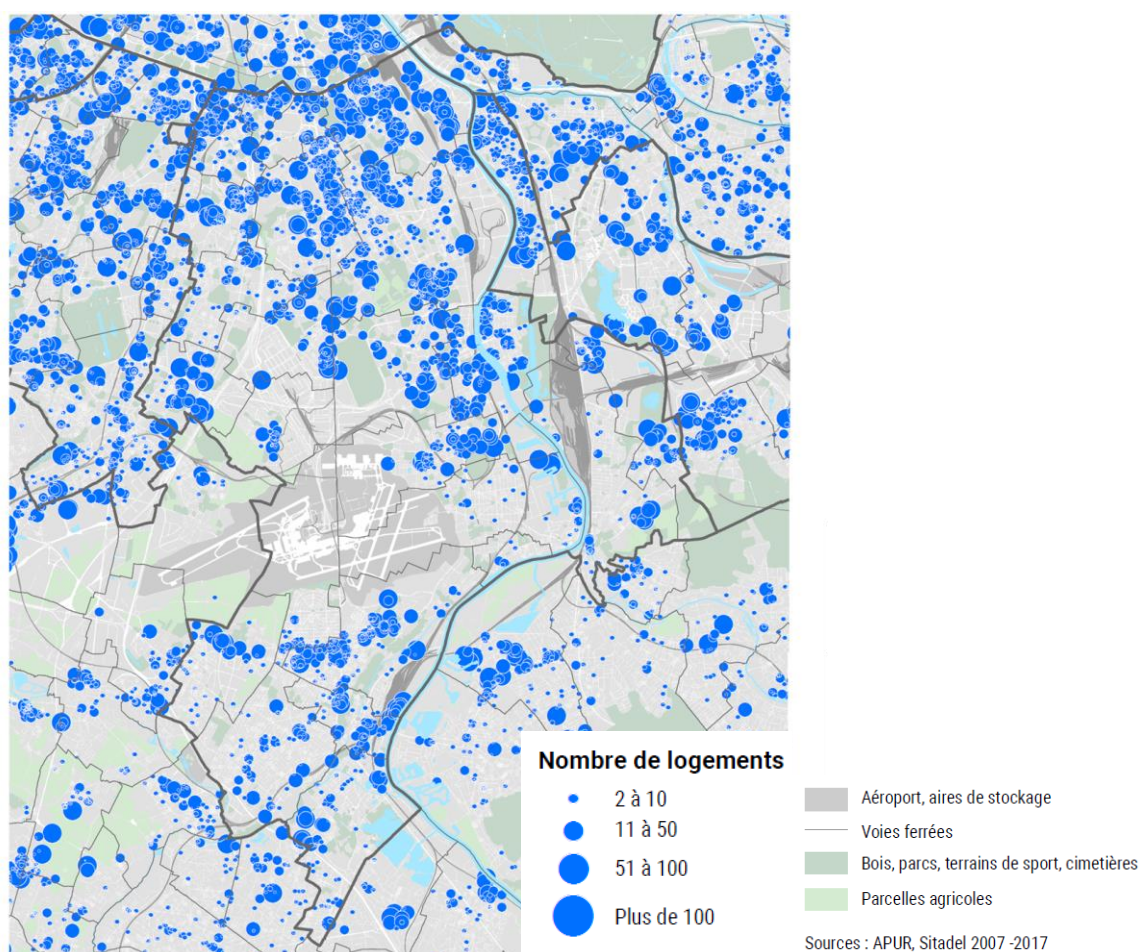 Nombre de logements
2 à 10
11 à 50
51 à 100
Plus de 100
Aéroport, aires de stockage
Voies ferrées
Bois, parcs, terrains de sport, cimetières
Parcelles agricoles
Sources : APUR, Sitadel 2007 -2017